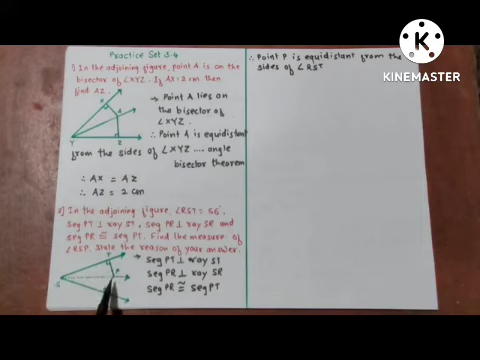 Practice Set 3.4
1) In the adjoining figure, point A is on the
bisector of ∠XYZ. If AX = 2 cm then
find AZ.
→ Point A lies on
the bisector of
∠XYZ.
∴ Point A is equidistant
from the sides of ∠XYZ .... angle
bisector theorem
∴ AX = AZ
∴ AZ = 2 cm
X
A
Y
Z
2] In the adjoining figure, ∠RST = 56°,
seg PT ⊥ ray ST, seg PR ⊥ ray SR and
seg PR ≅ seg PT. Find the measure of
∠RSP. State the reason of your answer.
→ seg PT ⊥ ray ST
seg PR ⊥ ray SR
seg PR ≅ seg PT
T
P
S
∴ Point P is equidistant from the
sides of ∠RST
KINEMASTER